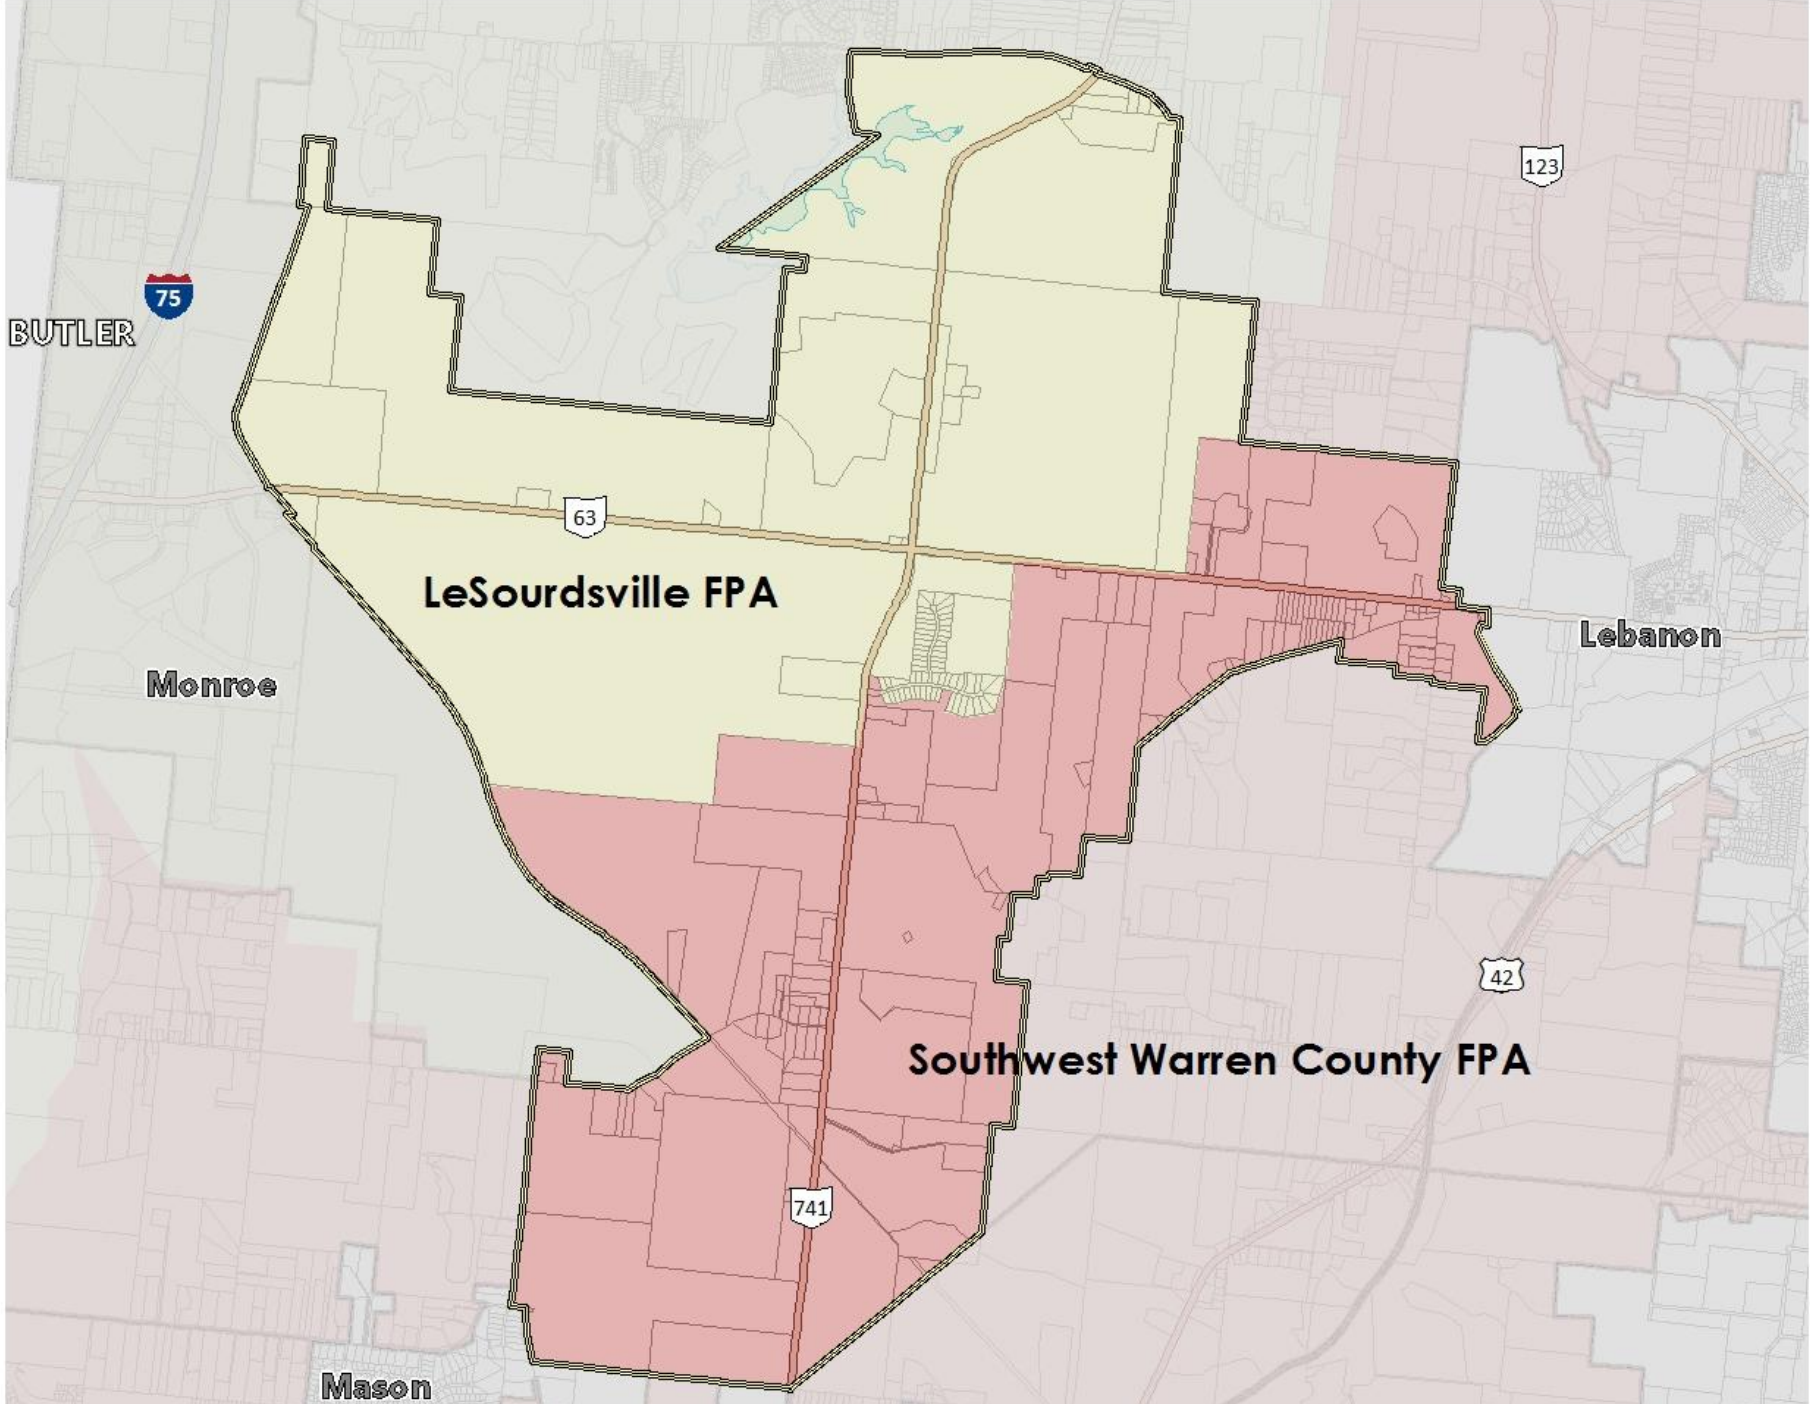 123
75
BUTLER
63
LeSourdsville FPA
Lebanon
Monroe
42
Southwest Warren County FPA
741
Mason